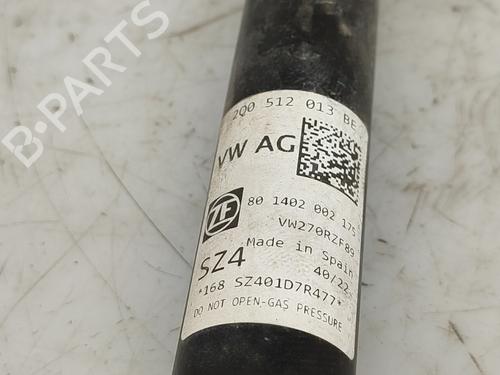 B-PARTS
2Q0 512 013 BE
VW AG
ZF
80 1402 002 175
VW270RZF89
SZ4
Made in Spain
40/22
*168 SZ401D7R477*
DO NOT OPEN-GAS PRESSURE